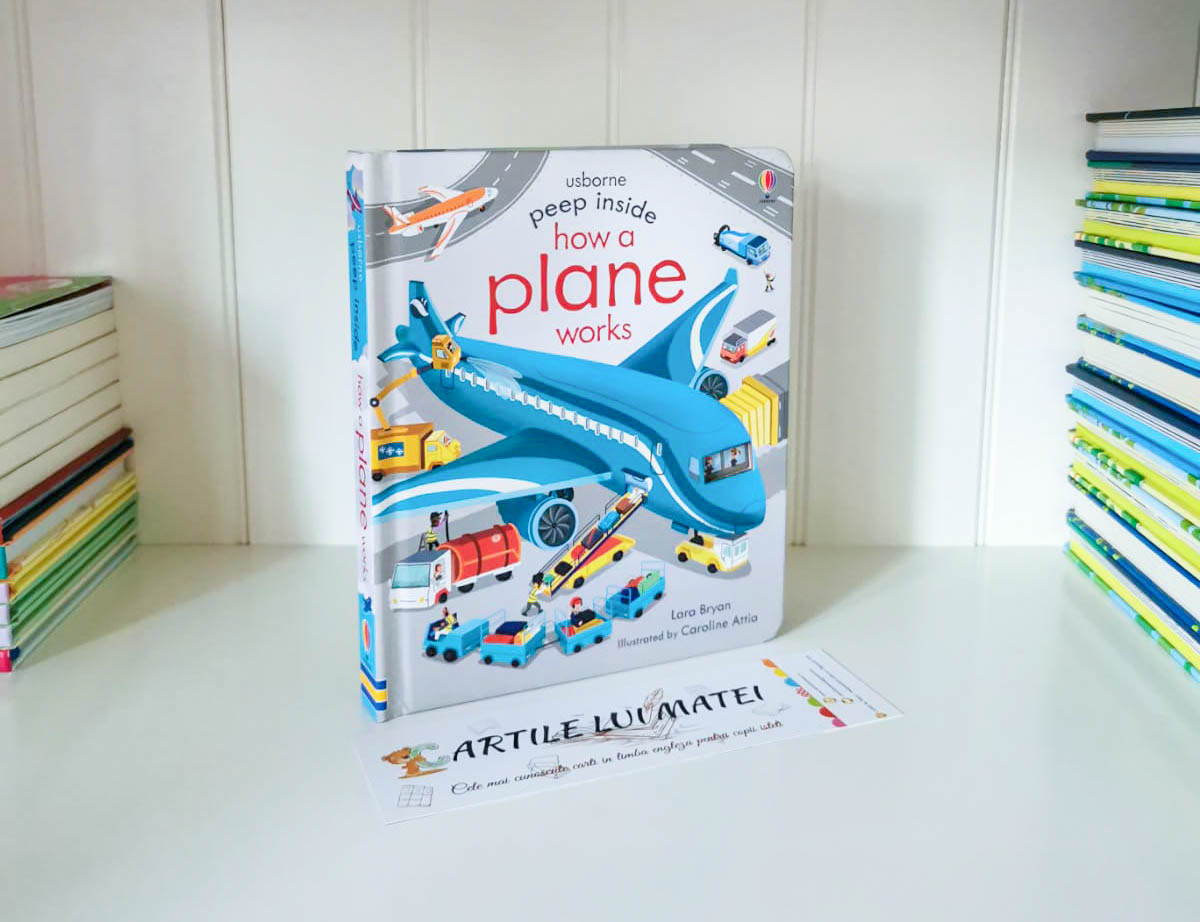 usborne
peep inside
how a
plane
works
Lara Bryan
Illustrated by Caroline Attia
usborne peep inside how a plane works
CARTILE LUI MATEI
Cele mai cunoscute carti in limba engleza pentru copii isteti